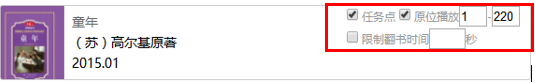 童年
（苏）高尔基原著
2015.01
任务点 原位播放 1 - 220
限制翻书时间 秒